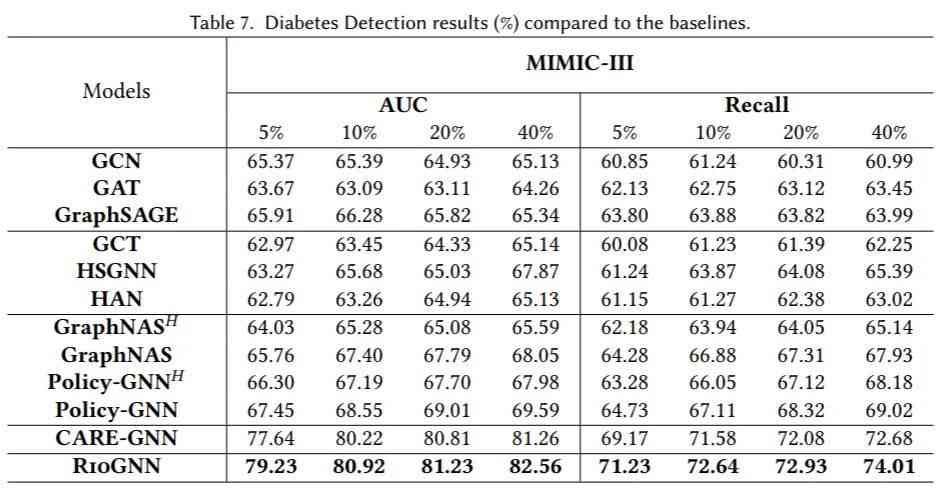 Table 7. Diabetes Detection results (%) compared to the baselines.
Models MIMIC-III
AUC Recall
5% 10% 20% 40% 5% 10% 20% 40%
GCN 65.37 65.39 64.93 65.13 60.85 61.24 60.31 60.99
GAT 63.67 63.09 63.11 64.26 62.13 62.75 63.12 63.45
GraphSAGE 65.91 66.28 65.82 65.34 63.80 63.88 63.82 63.99
GCT 62.97 63.45 64.33 65.14 60.08 61.23 61.39 62.25
HSGNN 63.27 65.68 65.03 67.87 61.24 63.87 64.08 65.39
HAN 62.79 63.26 64.94 65.13 61.15 61.27 62.38 63.02
GraphNAS^H 64.03 65.28 65.08 65.59 62.18 63.94 64.05 65.14
GraphNAS 65.76 67.40 67.79 68.05 64.28 66.88 67.31 67.93
Policy-GNN^H 66.30 67.19 67.70 67.98 63.28 66.05 67.12 68.18
Policy-GNN 67.45 68.55 69.01 69.59 64.73 67.11 68.32 69.02
CARE-GNN 77.64 80.22 80.81 81.26 69.17 71.58 72.08 72.68
RioGNN 79.23 80.92 81.23 82.56 71.23 72.64 72.93 74.01